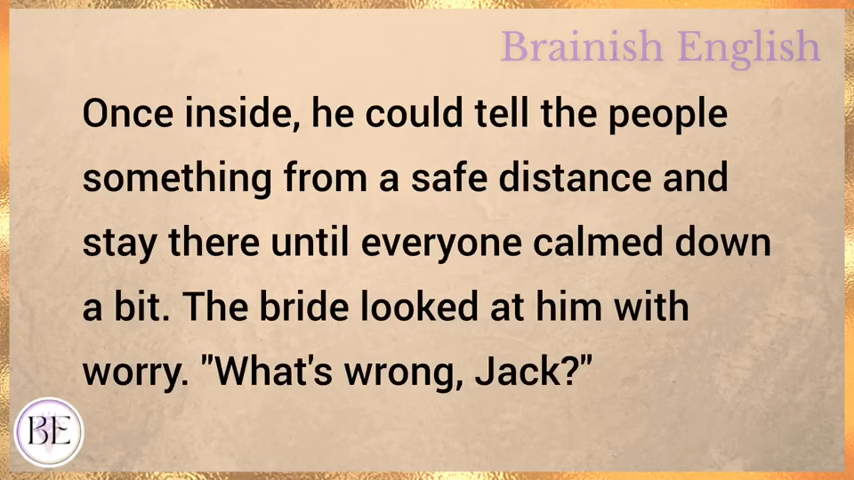 Brainish English
Once inside, he could tell the people
something from a safe distance and
stay there until everyone calmed down
a bit. The bride looked at him with
worry. "What's wrong, Jack?"
BE